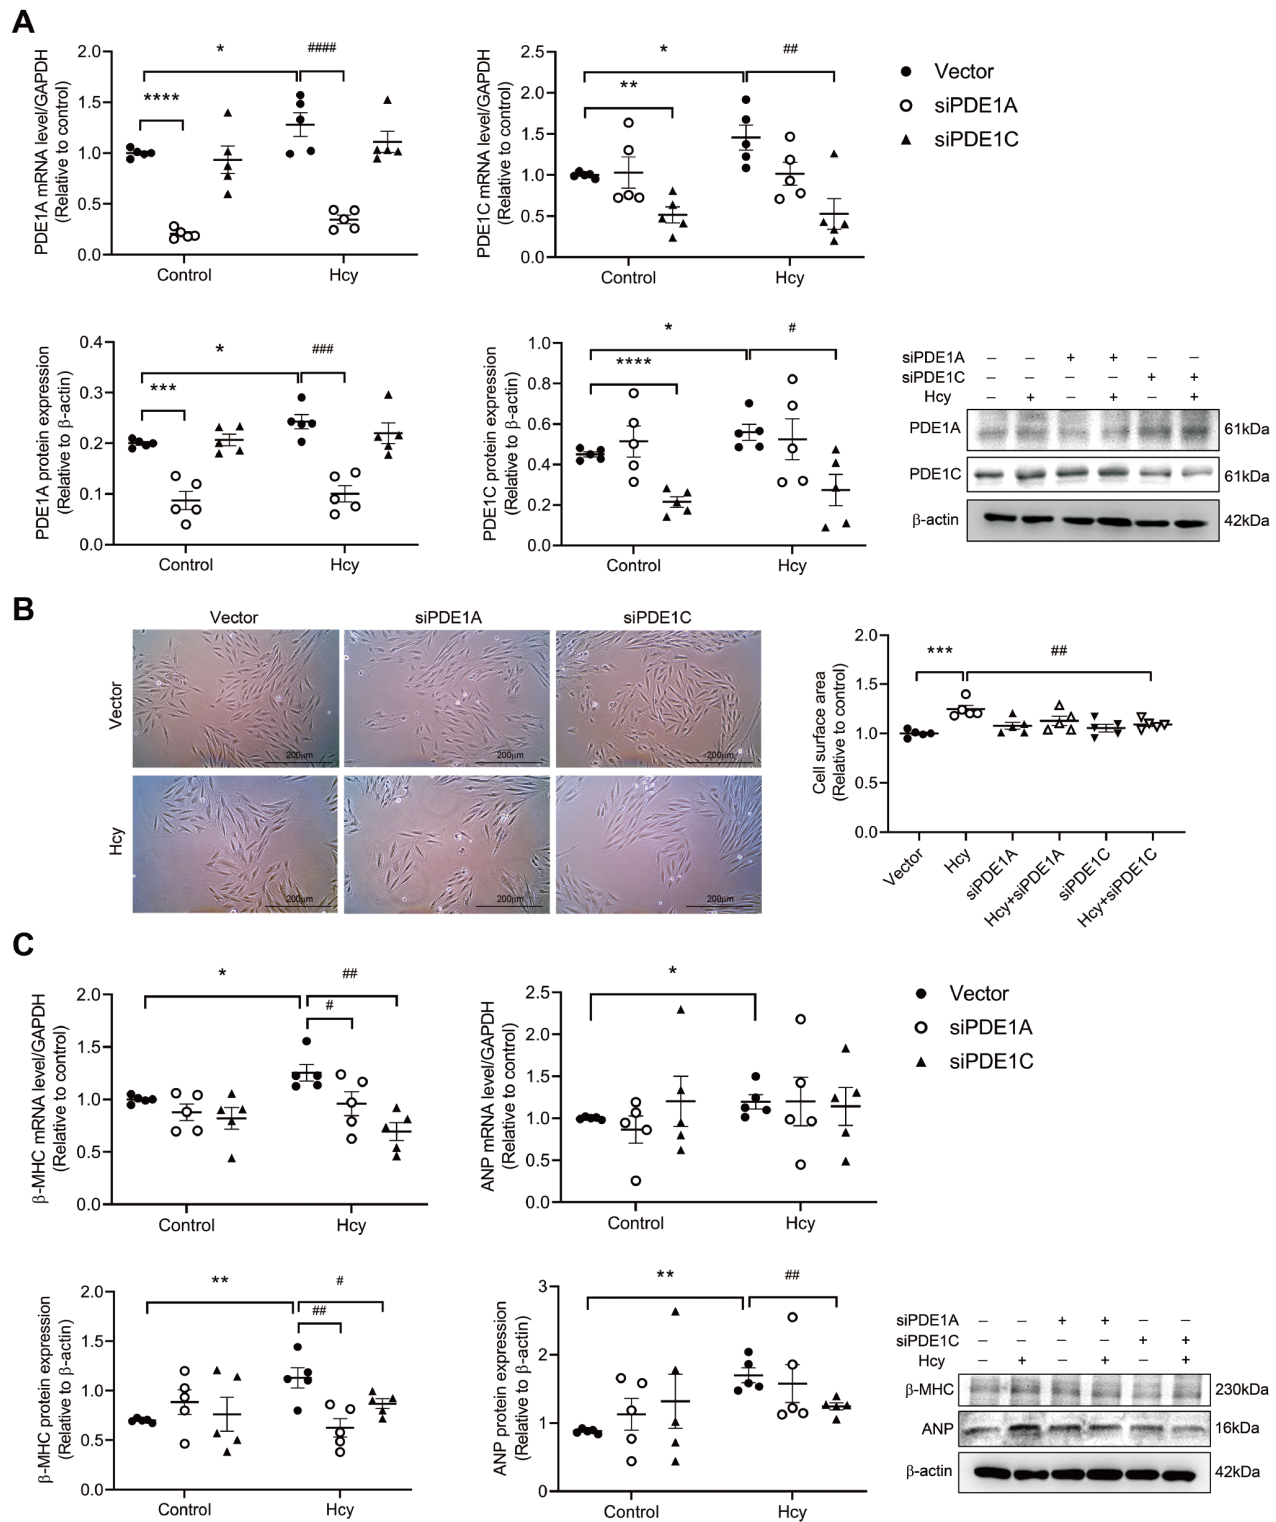 A
PDE1A mRNA level/GAPDH
(Relative to control)
2.0
1.5
1.0
0.5
0.0
*
####
****
Control
Hcy
PDE1C mRNA level/GAPDH
(Relative to control)
2.5
2.0
1.5
1.0
0.5
0.0
*
##
**
Control
Hcy
Vector
siPDE1A
siPDE1C
PDE1A protein expression
(Relative to β-actin)
0.4
0.3
0.2
0.1
0.0
*
###
***
Control
Hcy
PDE1C protein expression
(Relative to β-actin)
1.0
0.8
0.6
0.4
0.2
0.0
*
#
****
Control
Hcy
siPDE1A – – + + – –
siPDE1C – – – – + +
Hcy – + – + – +
PDE1A 61kDa
PDE1C 61kDa
β-actin 42kDa
B
Vector siPDE1A siPDE1C
Vector
200μm 200μm 200μm
Hcy
200μm 200μm 200μm
Cell surface area
(Relative to control)
2.0
1.5
1.0
0.5
0.0
***
##
Vector
Hcy
siPDE1A
Hcy+siPDE1A
siPDE1C
Hcy+siPDE1C
C
β-MHC mRNA level/GAPDH
(Relative to control)
2.0
1.5
1.0
0.5
0.0
*
##
#
Control
Hcy
ANP mRNA level/GAPDH
(Relative to control)
2.5
2.0
1.5
1.0
0.5
0.0
*
Control
Hcy
Vector
siPDE1A
siPDE1C
β-MHC protein expression
(Relative to β-actin)
2.0
1.5
1.0
0.5
0.0
**
#
##
Control
Hcy
ANP protein expression
(Relative to β-actin)
3
2
1
0
**
##
Control
Hcy
siPDE1A – – + + – –
siPDE1C – – – – + +
Hcy – + – + – +
β-MHC 230kDa
ANP 16kDa
β-actin 42kDa